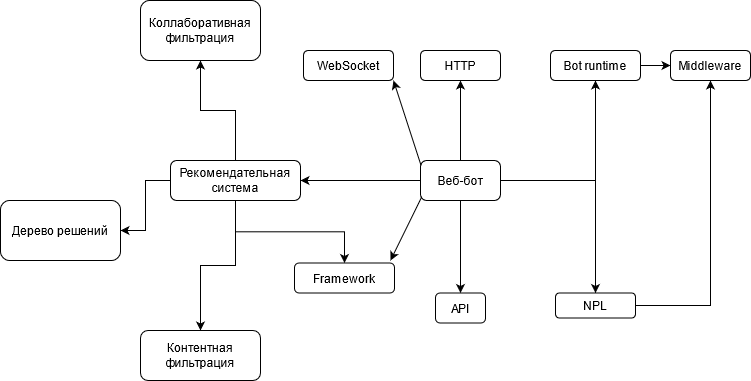 Коллаборативная
фильтрация
WebSocket
HTTP
Bot runtime
Middleware
Рекомендательная
система
Веб-бот
Дерево решений
Framework
API
NPL
Контентная
фильтрация